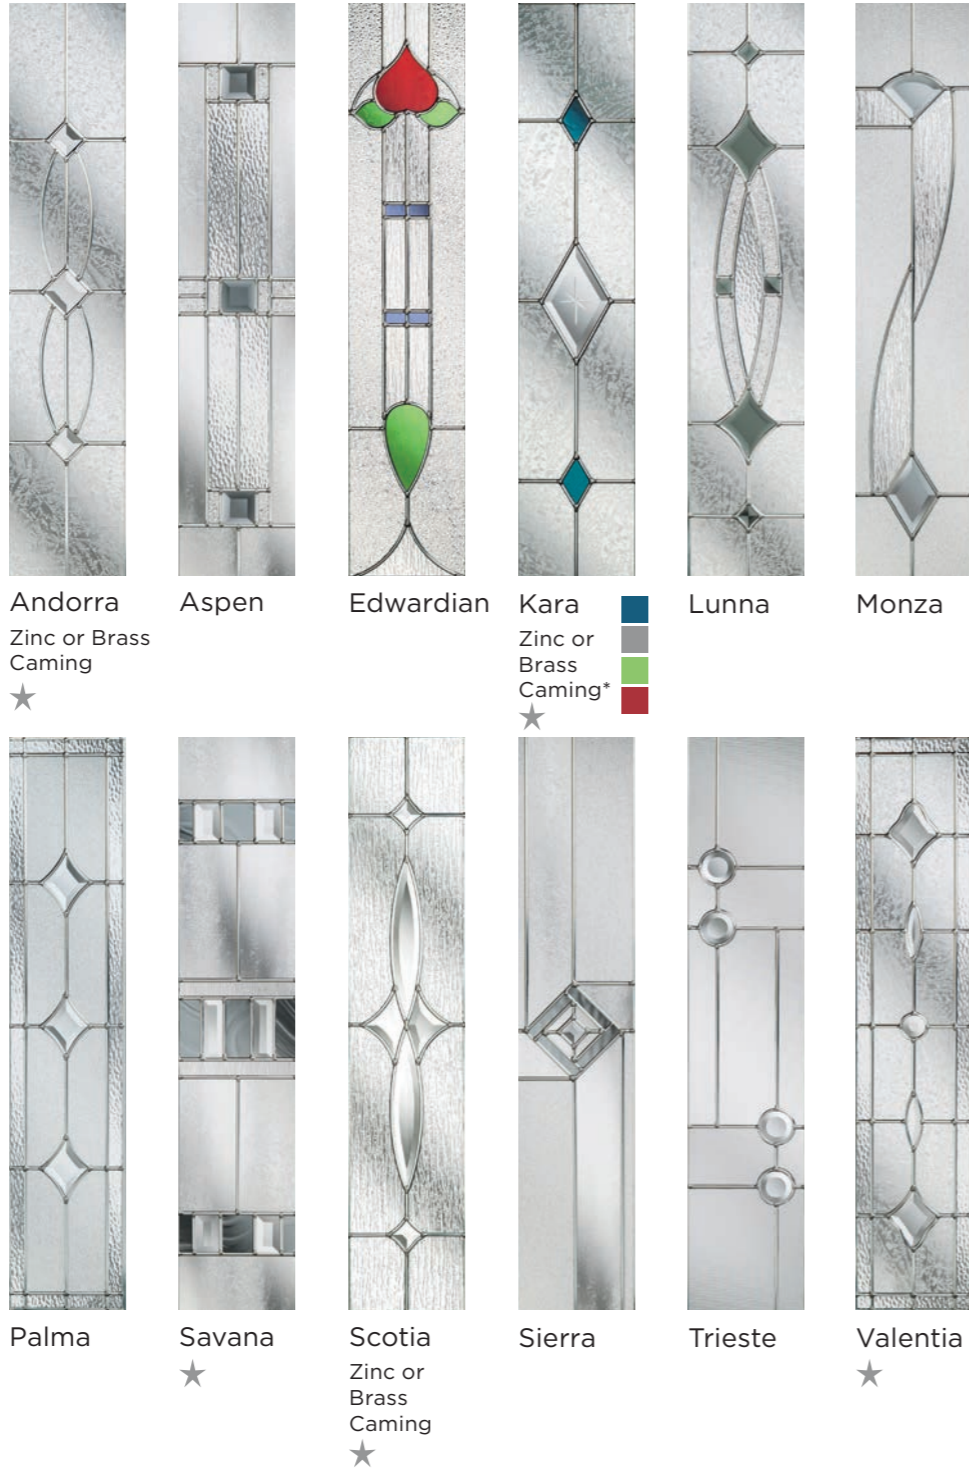 Andorra
Zinc or Brass
Caming
Aspen
Edwardian
Kara
Zinc or
Brass
Caming*
Lunna
Monza
Palma
Savana
Scotia
Zinc or
Brass
Caming
Sierra
Trieste
Valentia